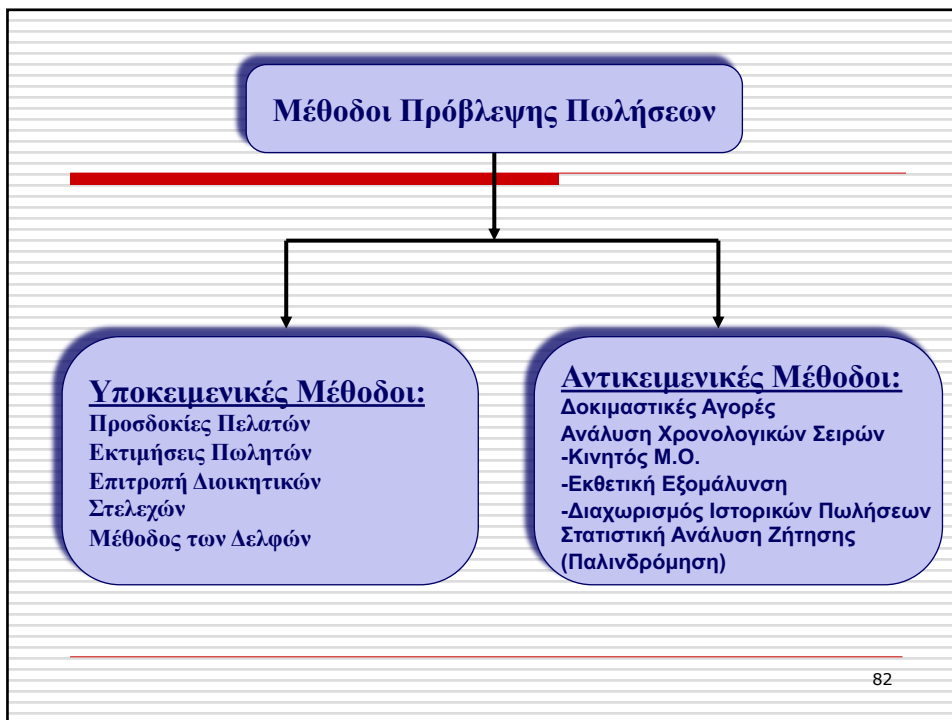 Μέθοδοι Πρόβλεψης Πωλήσεων
Υποκειμενικές Μέθοδοι:
Προσδοκίες Πελατών
Εκτιμήσεις Πωλητών
Επιτροπή Διοικητικών
Στελεχών
Μέθοδος των Δελφών
Αντικειμενικές Μέθοδοι:
Δοκιμαστικές Αγορές
Ανάλυση Χρονολογικών Σειρών
-Κινητός Μ.Ο.
-Εκθετική Εξομάλυνση
-Διαχωρισμός Ιστορικών Πωλήσεων
Στατιστική Ανάλυση Ζήτησης
(Παλινδρόμηση)
82